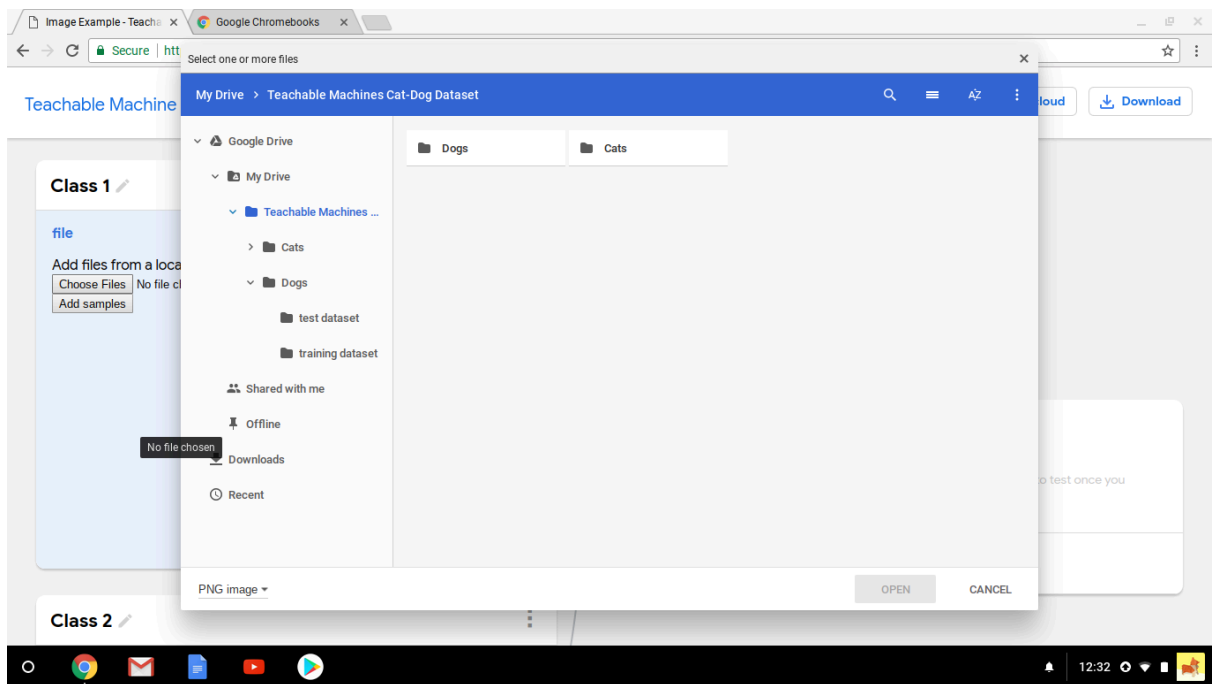 Image Example - Teacha
Google Chromebooks
Secure | htt
Select one or more files
Teachable Machine
My Drive > Teachable Machines Cat-Dog Dataset
AZ
loud
Download
Google Drive
Dogs
Cats
My Drive
Class 1
Teachable Machines ...
file
Cats
Add files from a loca
Choose Files No file cl
Dogs
Add samples
test dataset
training dataset
Shared with me
Offline
No file chosen
Downloads
to test once you
Recent
PNG image
OPEN
CANCEL
Class 2
12:32